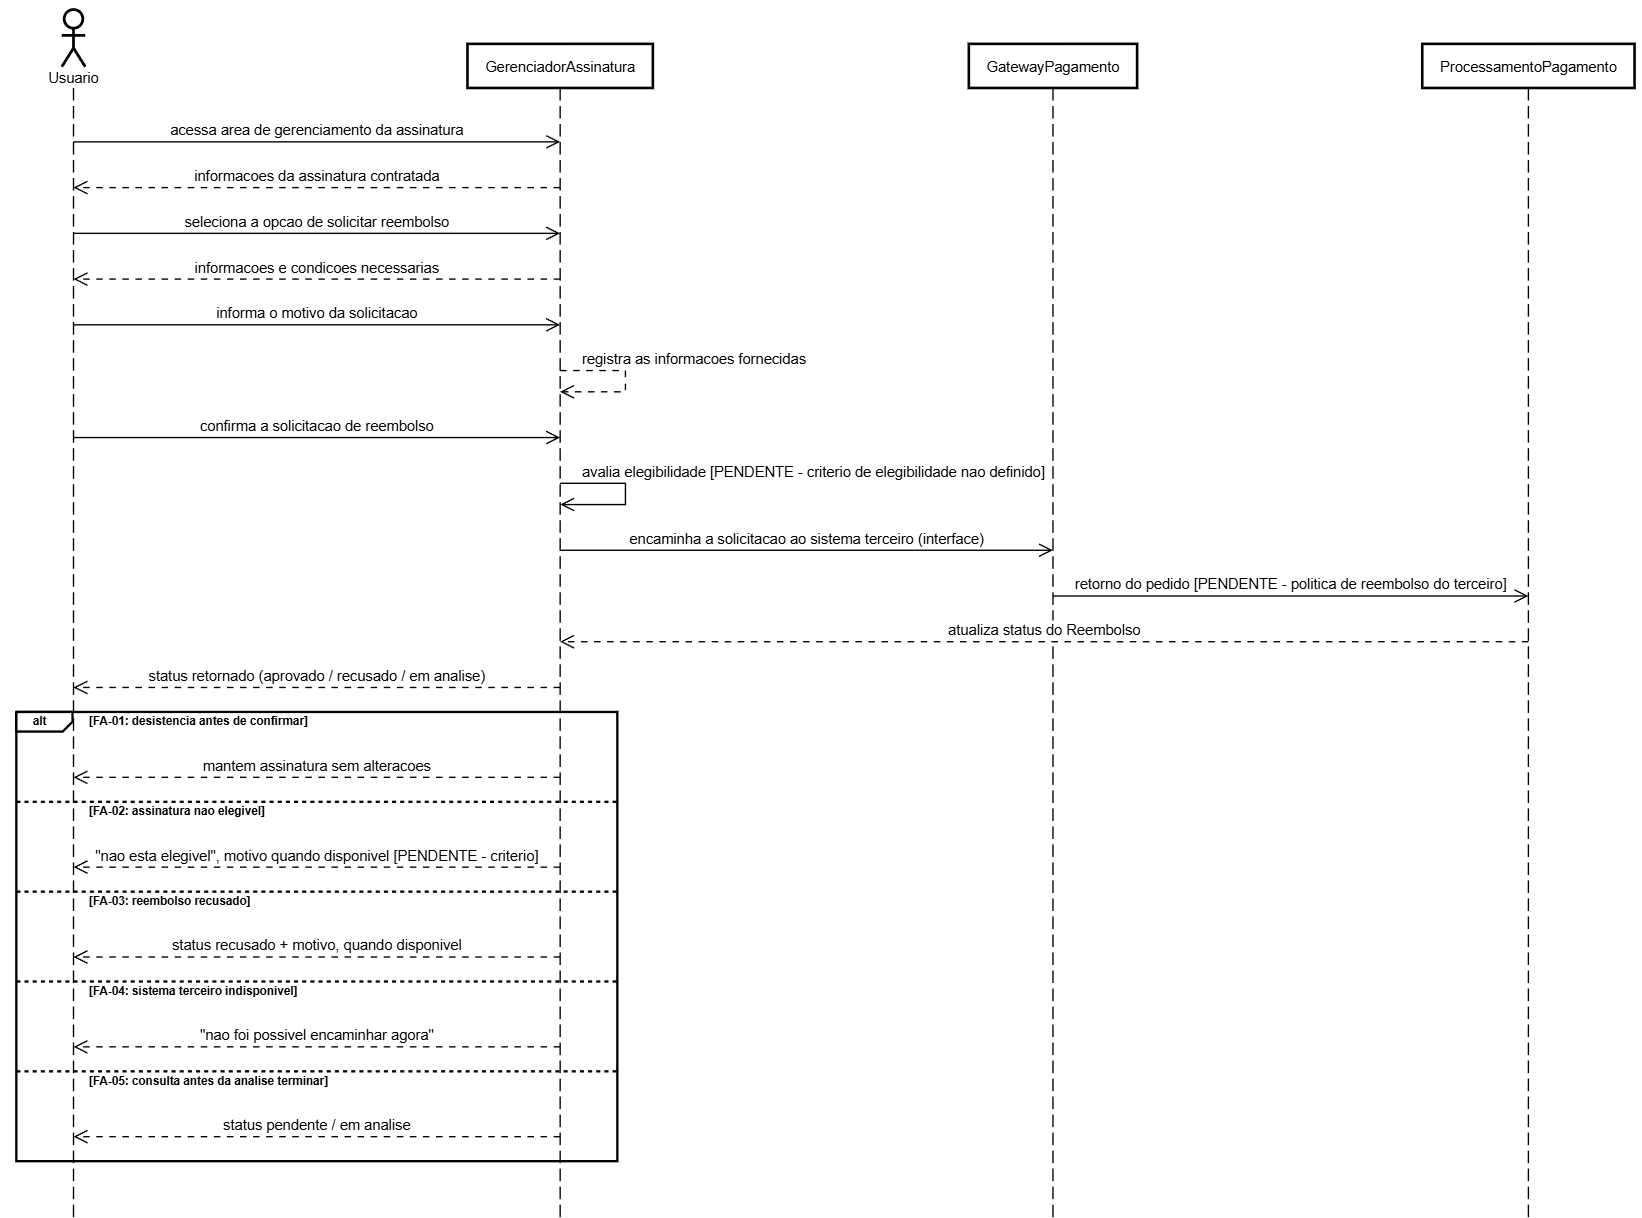 Usuario
GerenciadorAssinatura
GatewayPagamento
ProcessamentoPagamento
acessa area de gerenciamento da assinatura
informacoes da assinatura contratada
seleciona a opcao de solicitar reembolso
informacoes e condicoes necessarias
informa o motivo da solicitacao
registra as informacoes fornecidas
confirma a solicitacao de reembolso
avalia elegibilidade [PENDENTE - criterio de elegibilidade nao definido]
encaminha a solicitacao ao sistema terceiro (interface)
retorno do pedido [PENDENTE - politica de reembolso do terceiro]
atualiza status do Reembolso
status retornado (aprovado / recusado / em analise)
alt
[FA-01: desistencia antes de confirmar]
mantem assinatura sem alteracoes
[FA-02: assinatura nao elegivel]
"nao esta elegivel", motivo quando disponivel [PENDENTE - criterio]
[FA-03: reembolso recusado]
status recusado + motivo, quando disponivel
[FA-04: sistema terceiro indisponivel]
"nao foi possivel encaminhar agora"
[FA-05: consulta antes da analise terminar]
status pendente / em analise